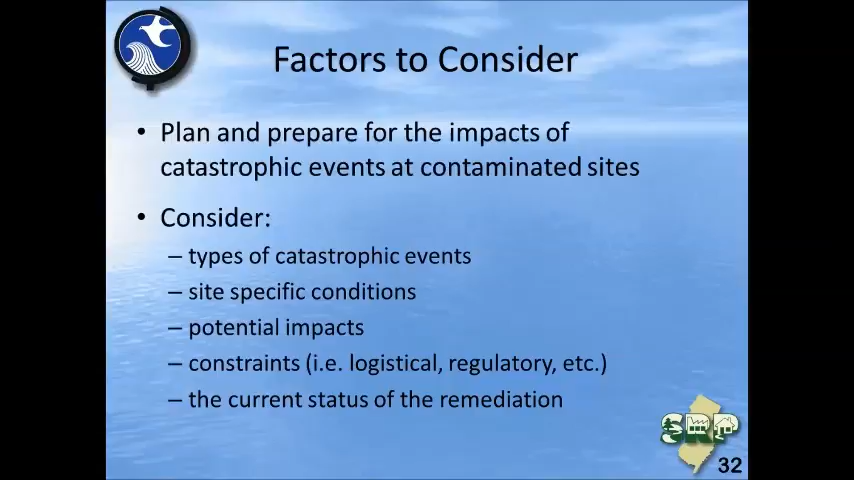 Factors to Consider
• Plan and prepare for the impacts of
catastrophic events at contaminated sites
• Consider:
– types of catastrophic events
– site specific conditions
– potential impacts
– constraints (i.e. logistical, regulatory, etc.)
– the current status of the remediation
SRP
32